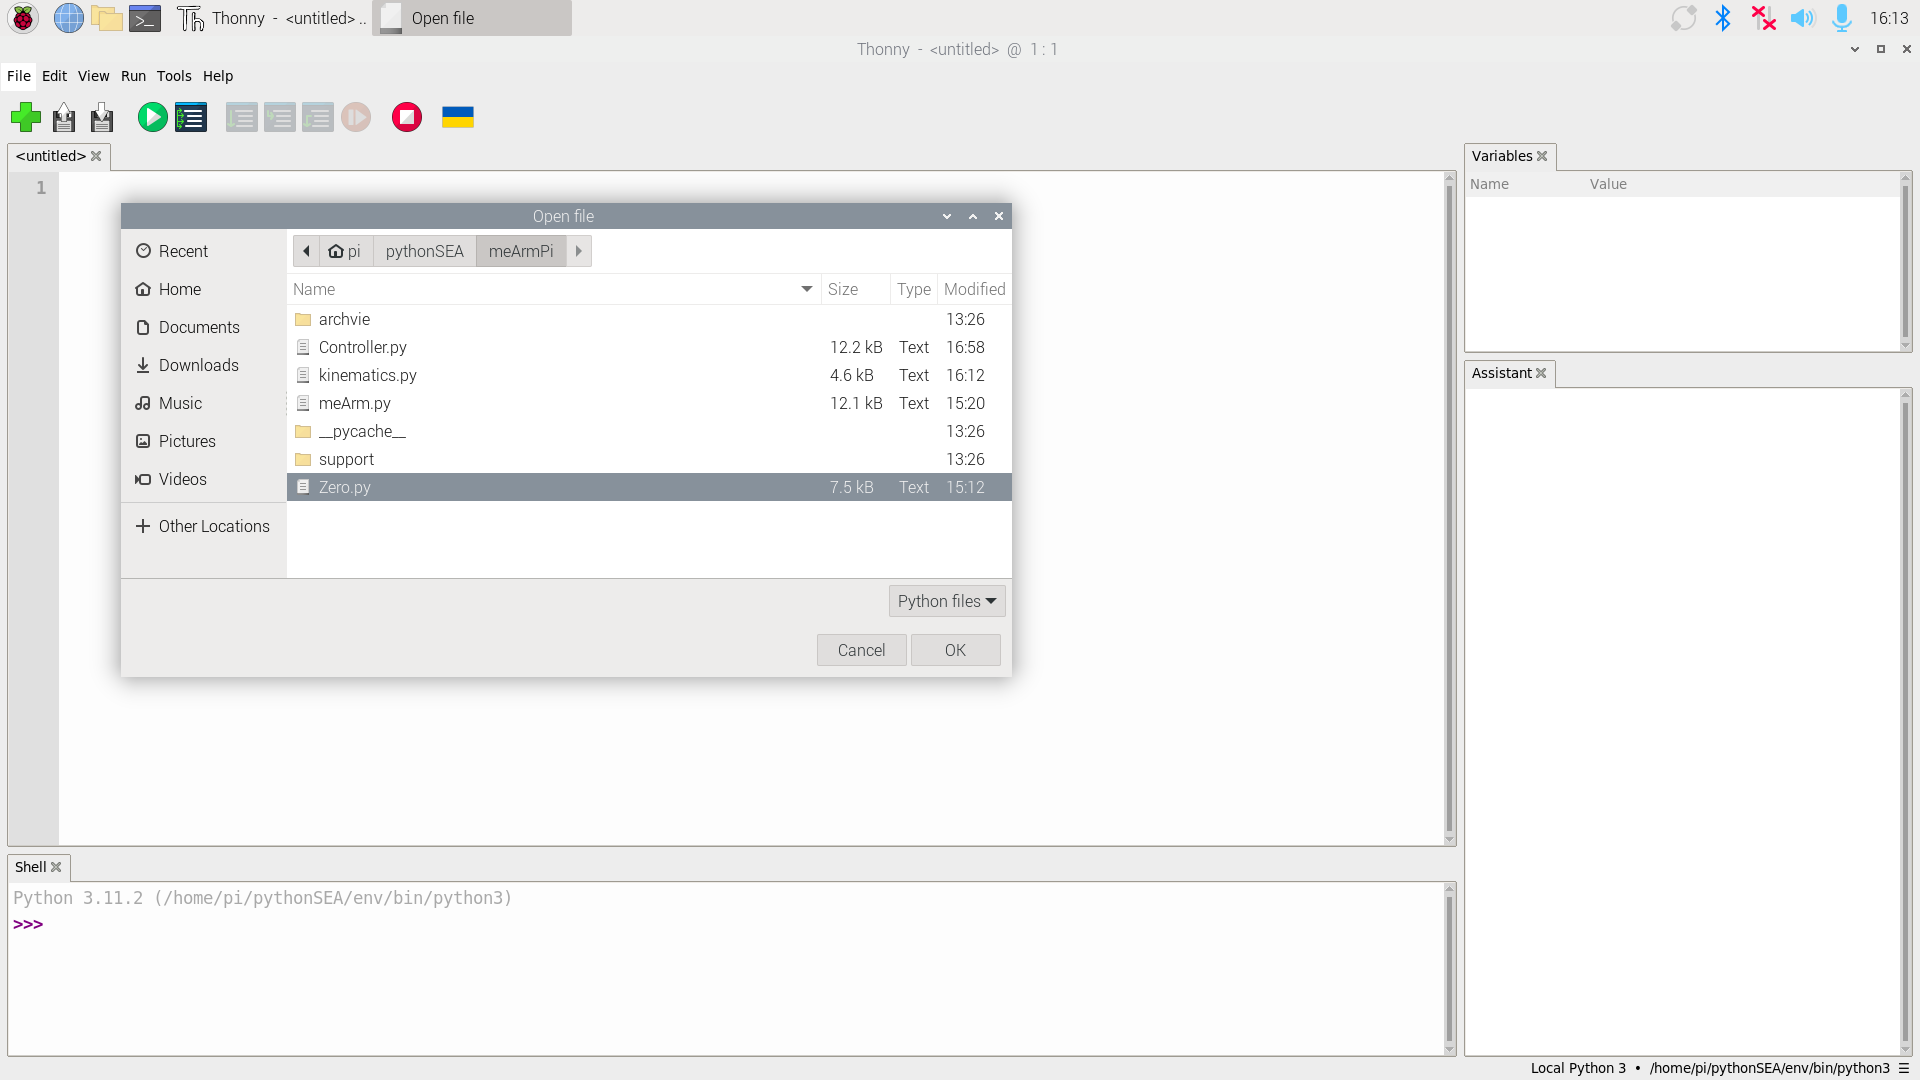 Thonny - <untitled> ..
Open file
16:13
Thonny - <untitled> @ 1 : 1
File Edit View Run Tools Help
<untitled>
1
Open file
Recent
Home
Documents
Downloads
Music
Pictures
Videos
Other Locations
pi pythonSEA meArmPi
Name Size Type Modified
archvie 13:26
Controller.py 12.2 kB Text 16:58
kinematics.py 4.6 kB Text 16:12
meArm.py 12.1 kB Text 15:20
__pycache__ 13:26
support 13:26
Zero.py 7.5 kB Text 15:12
Python files
Cancel OK
Variables
Name Value
Assistant
Shell
Python 3.11.2 (/home/pi/pythonSEA/env/bin/python3)
>>>
Local Python 3 • /home/pi/pythonSEA/env/bin/python3 ☰